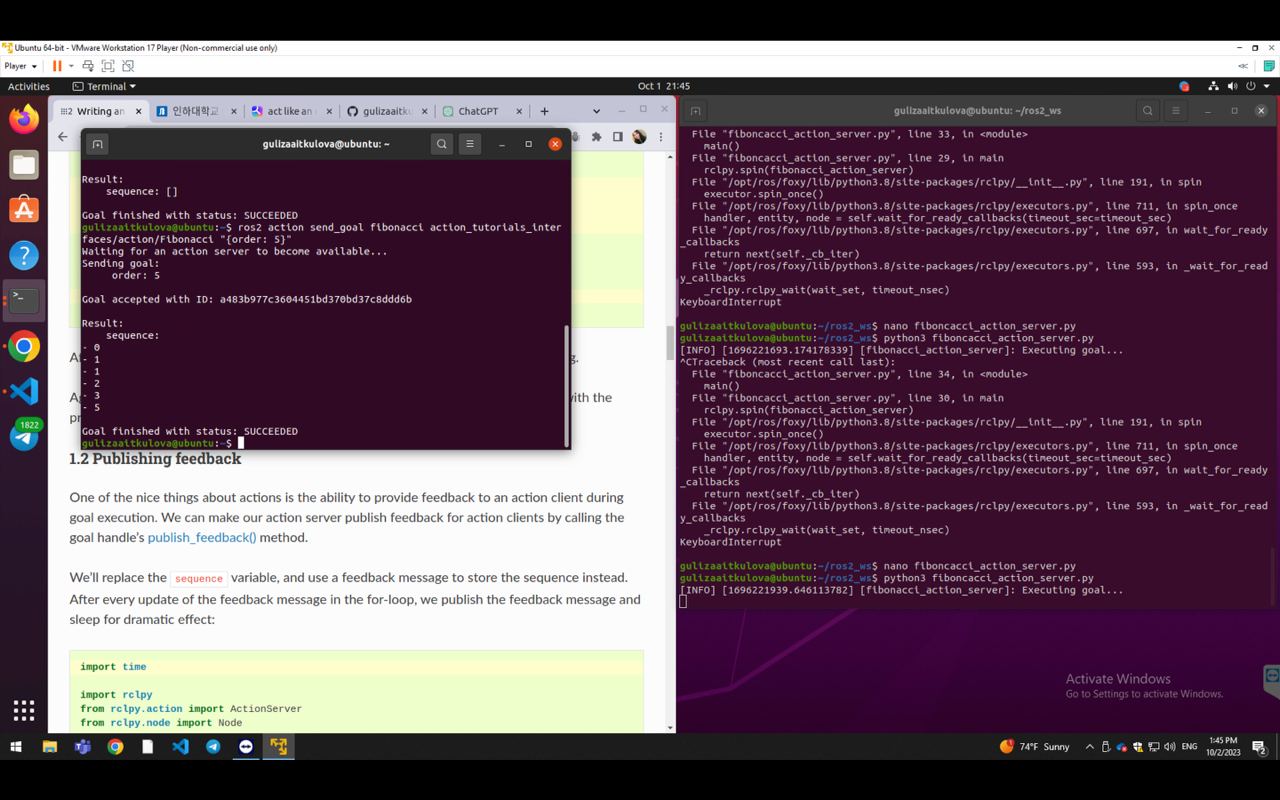 Ubuntu 64-bit - VMware Workstation 17 Player (Non-commercial use only)
Player
Activities
Terminal
Oct 1 21:45
Writing an
인하대학교
act like an
gulizaaitku
ChatGPT
gulizaaitkulova@ubuntu: ~
Result:
sequence: []
Goal finished with status: SUCCEEDED
gulizaaitkulova@ubuntu:~$ ros2 action send_goal fibonacci action_tutorials_inter
faces/action/Fibonacci "{order: 5}"
Waiting for an action server to become available...
Sending goal:
order: 5
Goal accepted with ID: a483b977c3604451bd370bd37c8ddd6b
Result:
sequence:
- 0
- 1
- 1
- 2
- 3
- 5
Goal finished with status: SUCCEEDED
gulizaaitkulova@ubuntu:~$
with the
1.2 Publishing feedback
One of the nice things about actions is the ability to provide feedback to an action client during
goal execution. We can make our action server publish feedback for action clients by calling the
goal handle's publish_feedback() method.
We'll replace the sequence variable, and use a feedback message to store the sequence instead.
After every update of the feedback message in the for-loop, we publish the feedback message and
sleep for dramatic effect:
import time
import rclpy
from rclpy.action import ActionServer
from rclpy.node import Node
gulizaaitkulova@ubuntu: ~/ros2_ws
File "fiboncacci_action_server.py", line 33, in <module>
main()
File "fiboncacci_action_server.py", line 29, in main
rclpy.spin(fibonacci_action_server)
File "/opt/ros/foxy/lib/python3.8/site-packages/rclpy/__init__.py", line 191, in spin
executor.spin_once()
File "/opt/ros/foxy/lib/python3.8/site-packages/rclpy/executors.py", line 711, in spin_once
handler, entity, node = self.wait_for_ready_callbacks(timeout_sec=timeout_sec)
File "/opt/ros/foxy/lib/python3.8/site-packages/rclpy/executors.py", line 697, in wait_for_ready
_callbacks
return next(self._cb_iter)
File "/opt/ros/foxy/lib/python3.8/site-packages/rclpy/executors.py", line 593, in _wait_for_read
y_callbacks
_rclpy.rclpy_wait(wait_set, timeout_nsec)
KeyboardInterrupt
gulizaaitkulova@ubuntu:~/ros2_ws$ nano fiboncacci_action_server.py
gulizaaitkulova@ubuntu:~/ros2_ws$ python3 fiboncacci_action_server.py
[INFO] [1696221693.174178339] [fibonacci_action_server]: Executing goal...
^CTraceback (most recent call last):
File "fiboncacci_action_server.py", line 34, in <module>
main()
File "fiboncacci_action_server.py", line 30, in main
rclpy.spin(fibonacci_action_server)
File "/opt/ros/foxy/lib/python3.8/site-packages/rclpy/__init__.py", line 191, in spin
executor.spin_once()
File "/opt/ros/foxy/lib/python3.8/site-packages/rclpy/executors.py", line 711, in spin_once
handler, entity, node = self.wait_for_ready_callbacks(timeout_sec=timeout_sec)
File "/opt/ros/foxy/lib/python3.8/site-packages/rclpy/executors.py", line 697, in wait_for_ready
_callbacks
return next(self._cb_iter)
File "/opt/ros/foxy/lib/python3.8/site-packages/rclpy/executors.py", line 593, in _wait_for_read
y_callbacks
_rclpy.rclpy_wait(wait_set, timeout_nsec)
KeyboardInterrupt
gulizaaitkulova@ubuntu:~/ros2_ws$ nano fiboncacci_action_server.py
gulizaaitkulova@ubuntu:~/ros2_ws$ python3 fiboncacci_action_server.py
[INFO] [1696221939.646113782] [fibonacci_action_server]: Executing goal...
Activate Windows
Go to Settings to activate Windows.
1822
74°F Sunny
ENG
1:45 PM
10/2/2023
2